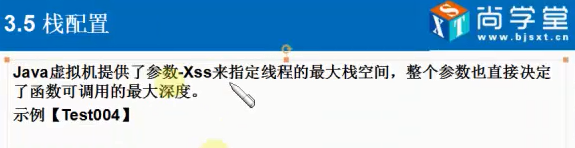 3.5 栈配置
尚学堂
www.bjsxt.cn
Java虚拟机提供了参数-Xss来指定线程的最大栈空间，整个参数也直接决定
了函数可调用的最大深度。
示例【Test004】